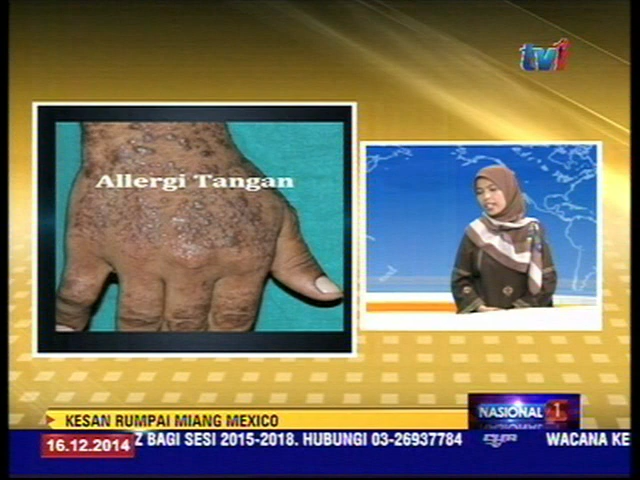 tv1
Allergi Tangan
KESAN RUMPAI MIANG MEXICO
NASIONAL 1
16.12.2014
Z BAGI SESI 2015-2018. HUBUNGI 03-26937784
WACANA KE